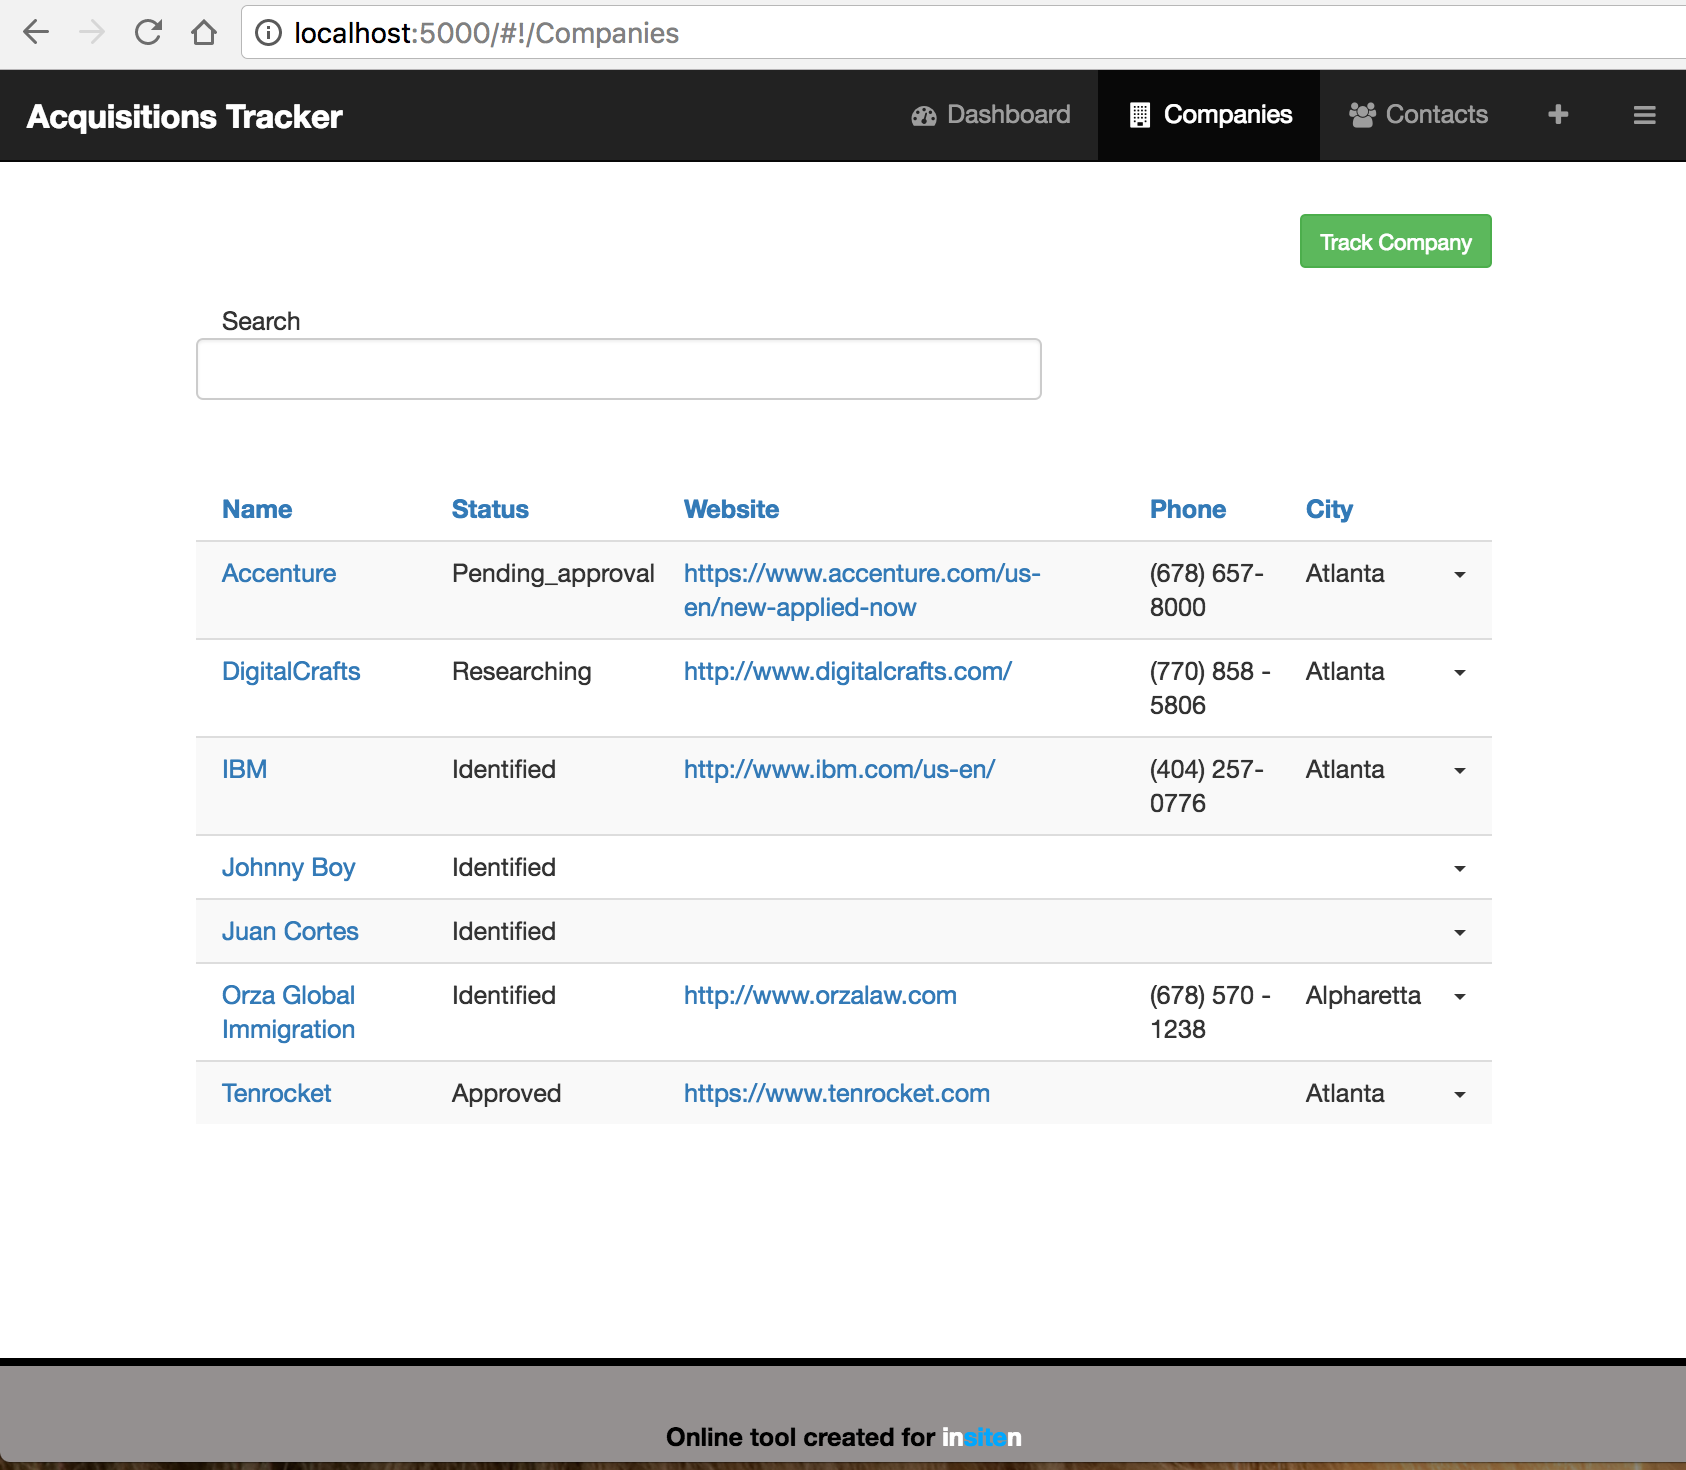 localhost:5000/#!/Companies
Acquisitions Tracker Dashboard Companies Contacts
Track Company
Search
Name Status Website Phone City
Accenture Pending_approval https://www.accenture.com/us- (678) 657- Atlanta
en/new-applied-now 8000
DigitalCrafts Researching http://www.digitalcrafts.com/ (770) 858 - Atlanta
5806
IBM Identified http://www.ibm.com/us-en/ (404) 257- Atlanta
0776
Johnny Boy Identified
Juan Cortes Identified
Orza Global Identified http://www.orzalaw.com (678) 570 - Alpharetta
Immigration 1238
Tenrocket Approved https://www.tenrocket.com Atlanta
Online tool created for insiten